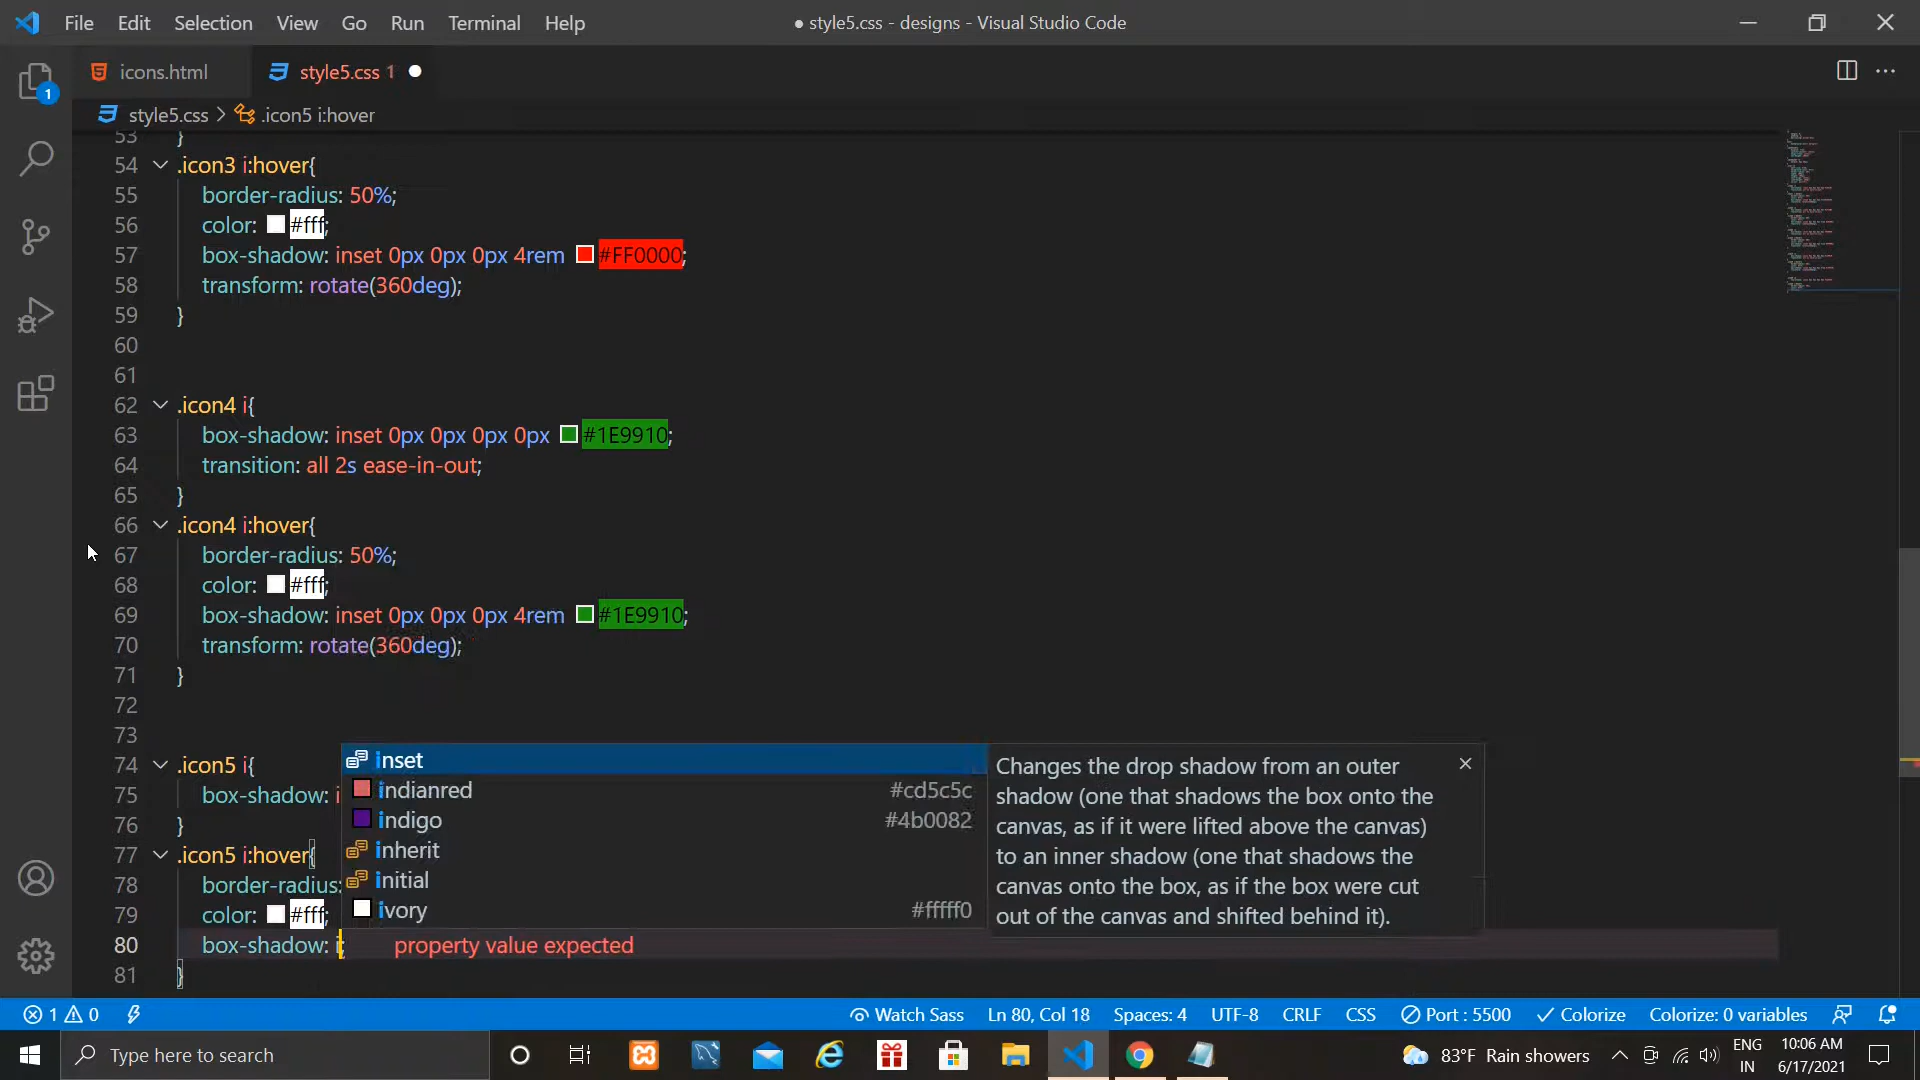 File Edit Selection View Go Run Terminal Help
● style5.css - designs - Visual Studio Code
icons.html
style5.css 1
style5.css > .icon5 i:hover
1
53 }
54 .icon3 i:hover{
55 border-radius: 50%;
56 color: #fff;
57 box-shadow: inset 0px 0px 0px 4rem #FF0000;
58 transform: rotate(360deg);
59 }
60
61
62 .icon4 i{
63 box-shadow: inset 0px 0px 0px 0px #1E9910;
64 transition: all 2s ease-in-out;
65 }
66 .icon4 i:hover{
67 border-radius: 50%;
68 color: #fff;
69 box-shadow: inset 0px 0px 0px 4rem #1E9910;
70 transform: rotate(360deg);
71 }
72
73
74 .icon5 i{
75 box-shadow: i
76 }
77 .icon5 i:hover{
78 border-radius:
79 color: #fff;
80 box-shadow: i; property value expected
81 }
inset
indianred #cd5c5c
indigo #4b0082
inherit
initial
ivory #fffff0
Changes the drop shadow from an outer
shadow (one that shadows the box onto the
canvas, as if it were lifted above the canvas)
to an inner shadow (one that shadows the
canvas onto the box, as if the box were cut
out of the canvas and shifted behind it).
1 0 Watch Sass Ln 80, Col 18 Spaces: 4 UTF-8 CRLF CSS Port : 5500 Colorize Colorize: 0 variables
Type here to search
83°F Rain showers
ENG
IN
10:06 AM
6/17/2021